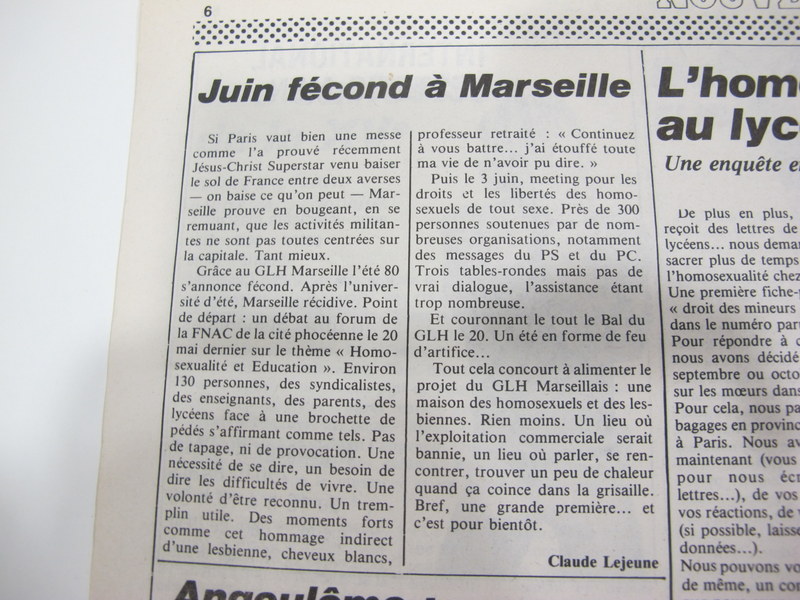 6
Juin fécond à Marseille
Si Paris vaut bien une messe
comme l'a prouvé récemment
Jésus-Christ Superstar venu baiser
le sol de France entre deux averses
— on baise ce qu'on peut — Mar-
seille prouve en bougeant, en se
remuant, que les activités militan-
tes ne sont pas toutes centrées sur
la capitale. Tant mieux.
Grâce au GLH Marseille l'été 80
s'annonce fécond. Après l'univer-
sité d'été, Marseille récidive. Point
de départ : un débat au forum de
la FNAC de la cité phocéenne le 20
mai dernier sur le thème « Homo-
sexualité et Education ». Environ
130 personnes, des syndicalistes,
des enseignants, des parents, des
lycéens face à une brochette de
pédés s'affirmant comme tels. Pas
de tapage, ni de provocation. Une
nécessité de se dire, un besoin de
dire les difficultés de vivre. Une
volonté d'être reconnu. Un trem-
plin utile. Des moments forts
comme cet hommage indirect
d'une lesbienne, cheveux blancs,
professeur retraité : « Continuez
à vous battre... j'ai étouffé toute
ma vie de n'avoir pu dire. »
Puis le 3 juin, meeting pour les
droits et les libertés des homo-
sexuels de tout sexe. Près de 300
personnes soutenues par de nom-
breuses organisations, notamment
des messages du PS et du PC.
Trois tables-rondes mais pas de
vrai dialogue, l'assistance étant
trop nombreuse.
Et couronnant le tout le Bal du
GLH le 20. Un été en forme de feu
d'artifice...
Tout cela concourt à alimenter le
projet du GLH Marseillais : une
maison des homosexuels et des les-
biennes. Rien moins. Un lieu où
l'exploitation commerciale serait
bannie, un lieu où parler, se ren-
contrer, trouver un peu de chaleur
quand ça coince dans la grisaille.
Bref, une grande première... et
c'est pour bientôt.
Claude Lejeune
L'hom
au lyc
Une enquête
De plus en plus,
reçoit des lettres de
lycéens... nous
sacrer plus de temps
l'homosexualité chez
Une première
« droit des mineurs
dans le numéro
Pour répondre à
nous avons décidé
septembre ou
sur les mœurs dans
Pour cela, nous
bagages en
à Paris. Nous
maintenant (vous
pour nous
lettres...), de vos
vos réactions, de
(si possible,
données...).
Nous pouvons
de même, un
Angoulême